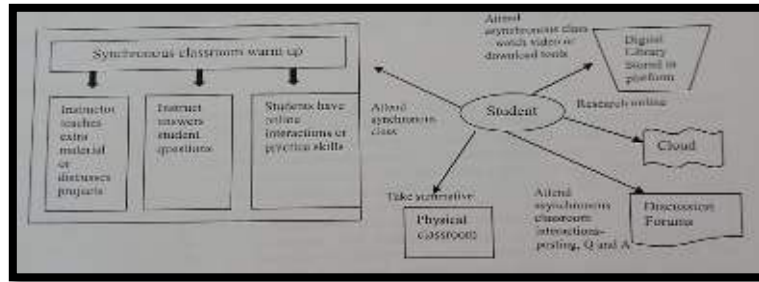 Synchronous classroom warm up
Instructor
teaches
extra
material
or
discusses
projects
Instruct
answers
student
questions
Students have
online
interactions or
practice skills
Attend
asynchronous class
- watch video or
download tools
Digital
Library
Stored in
platform
Attend
synchronous
class
Student
Research online
Cloud
Take summative
Physical
classroom
Attend
asynchronous
classroom
interactions-
posting, Q and A
Discussion
Forums